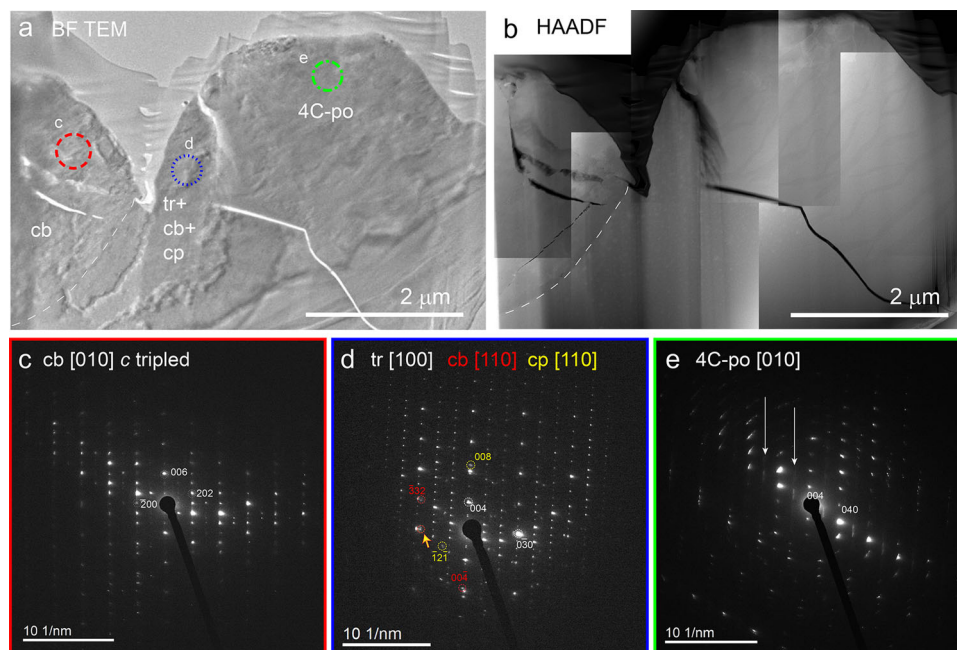 a BF TEM
b HAADF
e
4C-po
c
d
tr+
cb+
cp
cb
2 μm
2 μm
c cb [010] c tripled
006
202
200
10 1/nm
d tr [100] cb [110] cp [110]
008
332
004
030
121
004
10 1/nm
e 4C-po [010]
004
040
10 1/nm